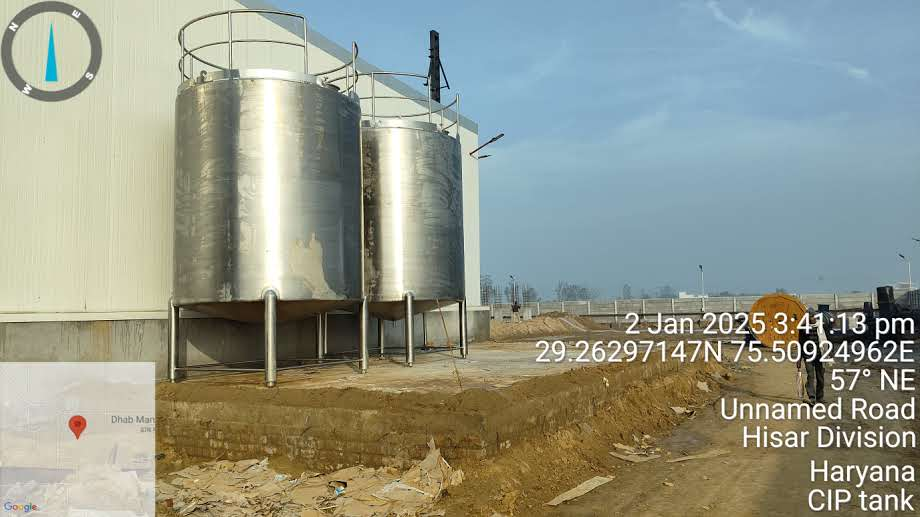 N
E
W
S
2 Jan 2025 3:41:13 pm
29.26297147N 75.50924962E
57° NE
Unnamed Road
Hisar Division
Haryana
CIP tank
Dhab Man
Google